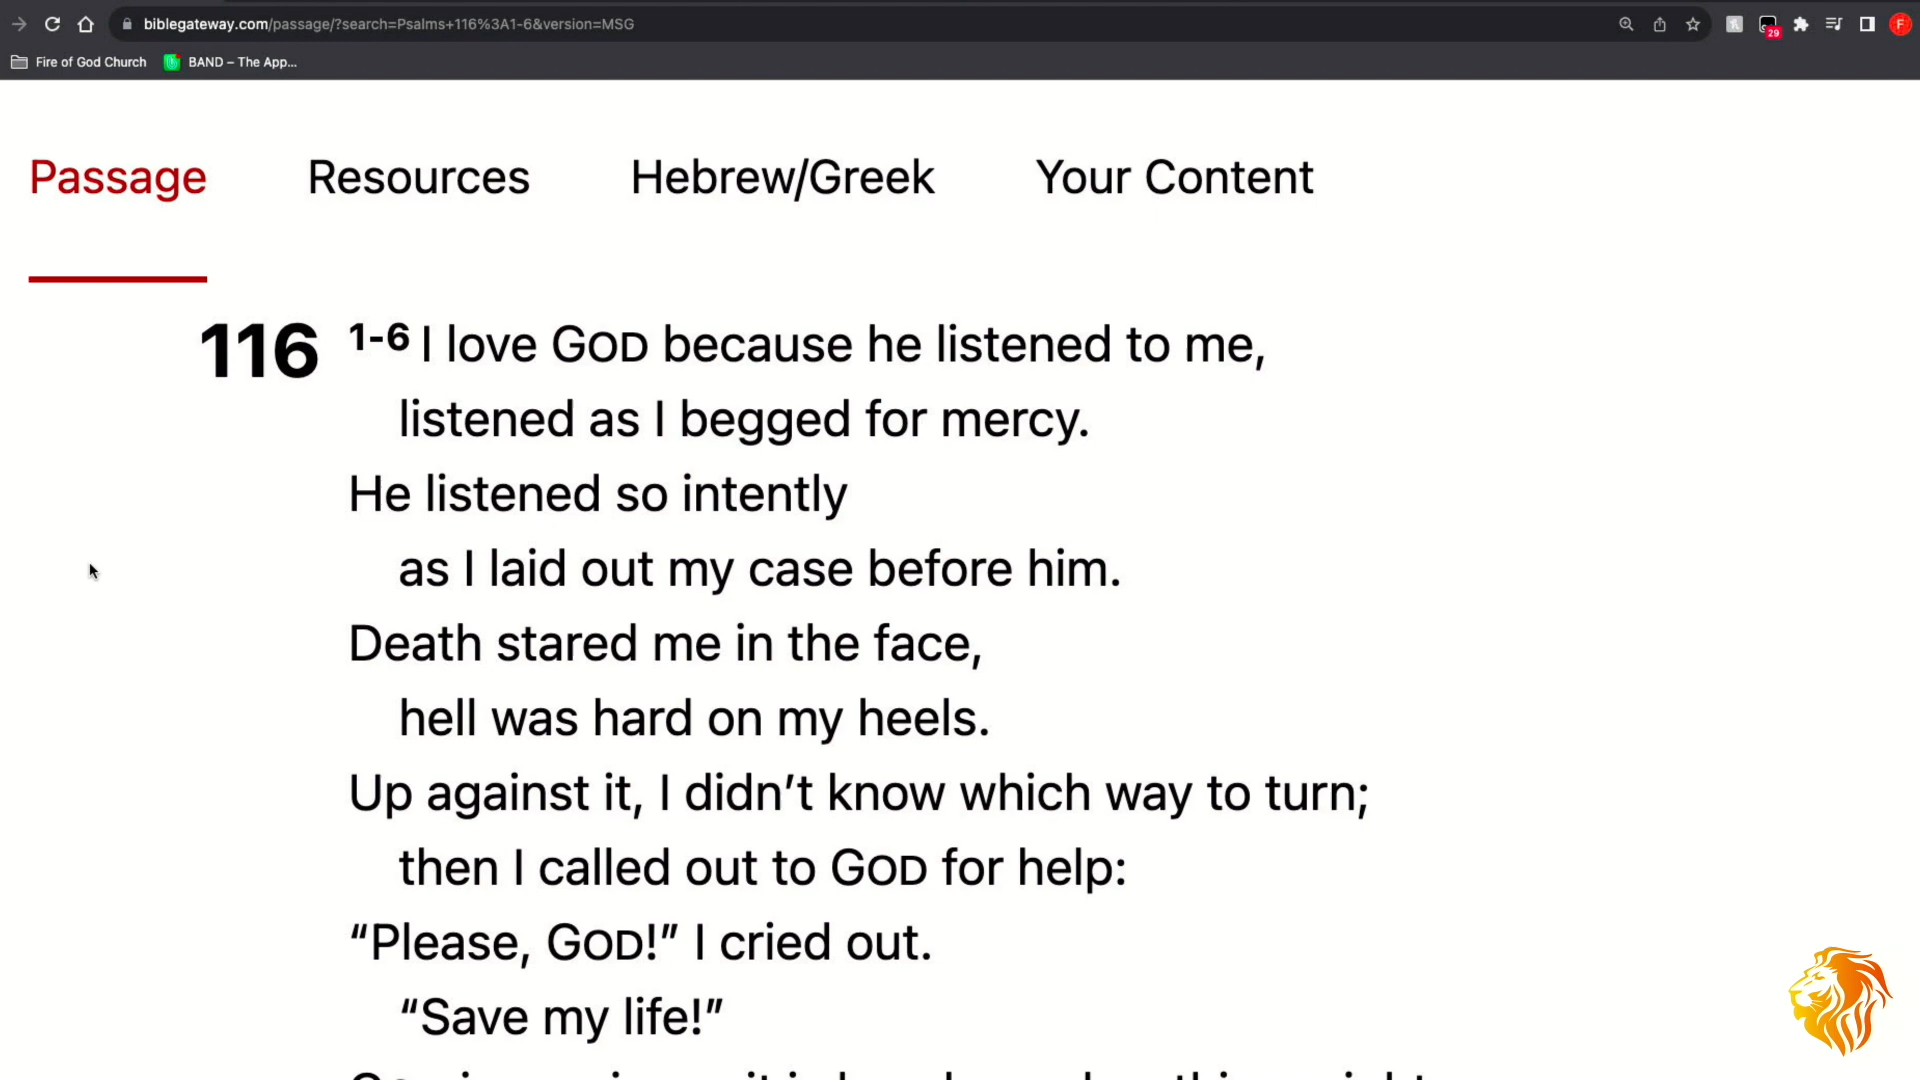 biblegateway.com/passage/?search=Psalms+116%3A1-6&version=MSG
29
F
Fire of God Church
BAND – The App...
Passage
Resources
Hebrew/Greek
Your Content
116 1-6 I love GOD because he listened to me,
listened as I begged for mercy.
He listened so intently
as I laid out my case before him.
Death stared me in the face,
hell was hard on my heels.
Up against it, I didn’t know which way to turn;
then I called out to GOD for help:
“Please, GOD!” I cried out.
“Save my life!”